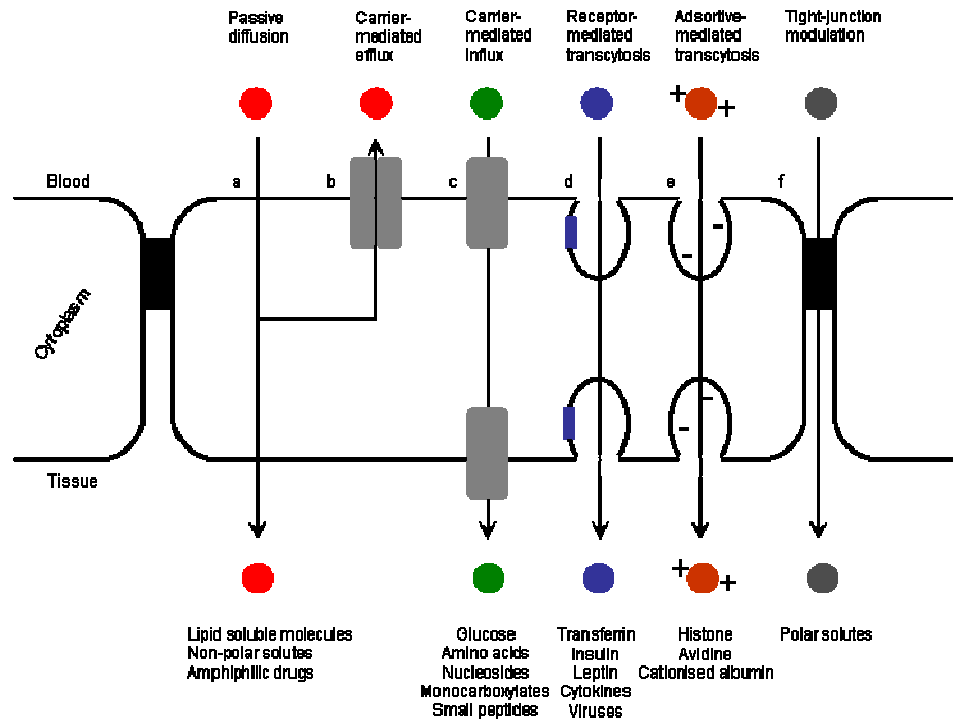 Passive
diffusion
Carrier-
mediated
efflux
Carrier-
mediated
influx
Receptor-
mediated
transcytosis
Adsortive-
mediated
transcytosis
Tight-junction
modulation
+
+
Blood
a
b
c
d
e
f
-
-
Cytoplasm
-
-
Tissue
+
+
Lipid soluble molecules
Non-polar solutes
Amphiphilic drugs
Glucose
Amino acids
Nucleosides
Monocarboxylates
Small peptides
Transferrin
Insulin
Leptin
Cytokines
Viruses
Histone
Avidine
Cationised albumin
Polar solutes